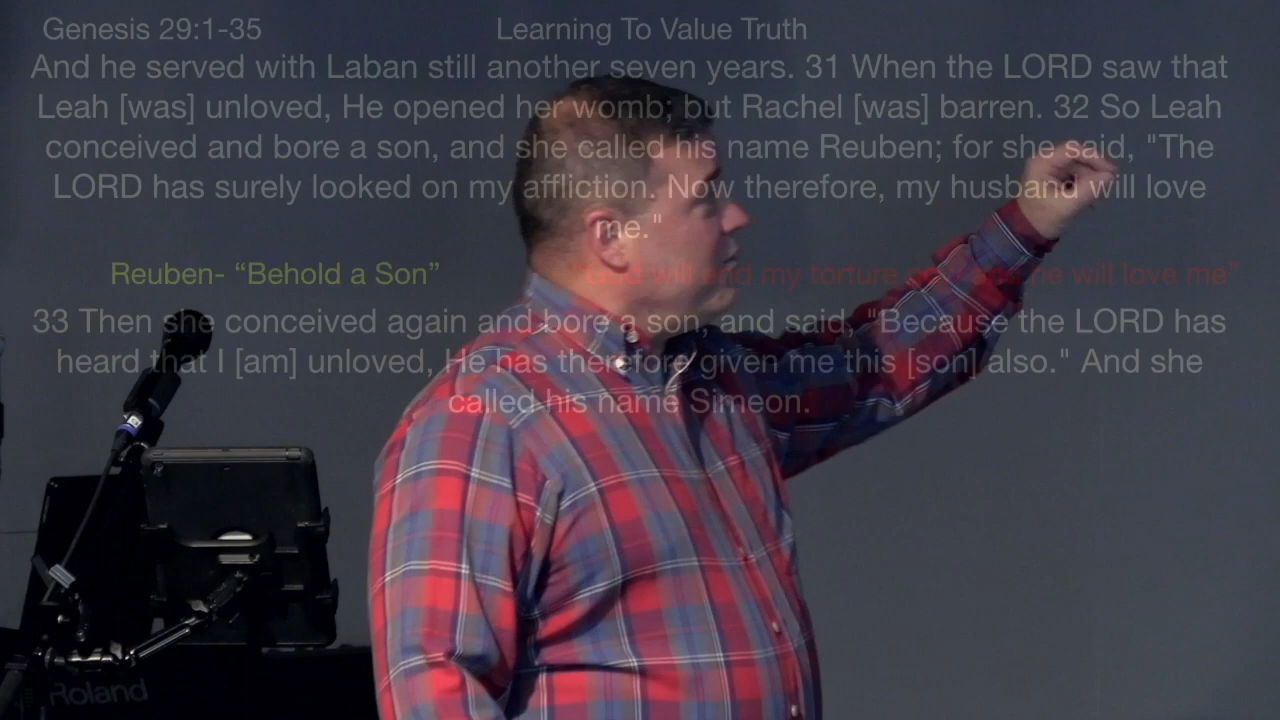 Genesis 29:1-35 Learning To Value Truth
And he served with Laban still another seven years. 31 When the LORD saw that
Leah [was] unloved, He opened her womb; but Rachel [was] barren. 32 So Leah
conceived and bore a son, and she called his name Reuben; for she said, "The
LORD has surely looked on my affliction. Now therefore, my husband will love
me."
Reuben- “Behold a Son” “God will end my torture and now he will love me”
33 Then she conceived again and bore a son, and said, "Because the LORD has
heard that I [am] unloved, He has therefore given me this [son] also." And she
called his name Simeon.
Roland